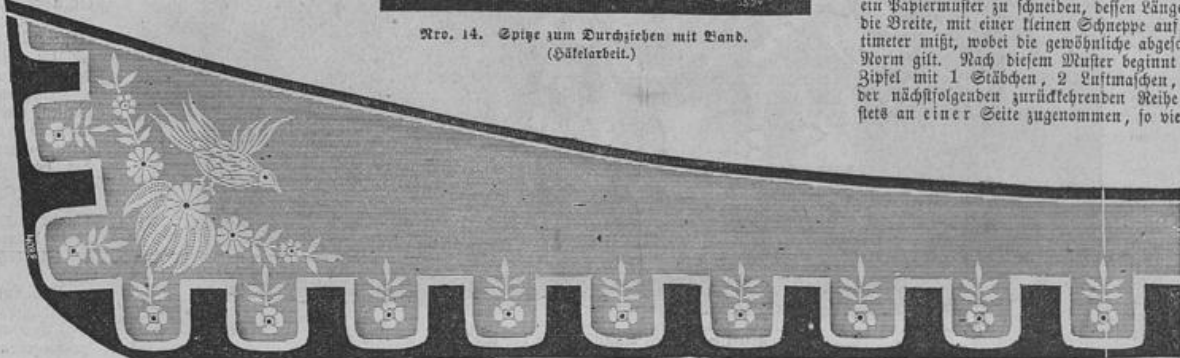 Nro. 14. Spitze zum Durchziehen mit Band.
(Häkelarbeit.)
ein Papiermuster zu schneiden, dessen Länge
die Breite, mit einer kleinen Schneppe auf
timeter mißt, wobei die gewöhnliche abgesc
Norm gilt. Nach diesem Muster beginnt
Zipfel mit 1 Stäbchen, 2 Luftmaschen,
der nächstfolgenden zurückkehrenden Reihe
stets an einer Seite zugenommen, so vie